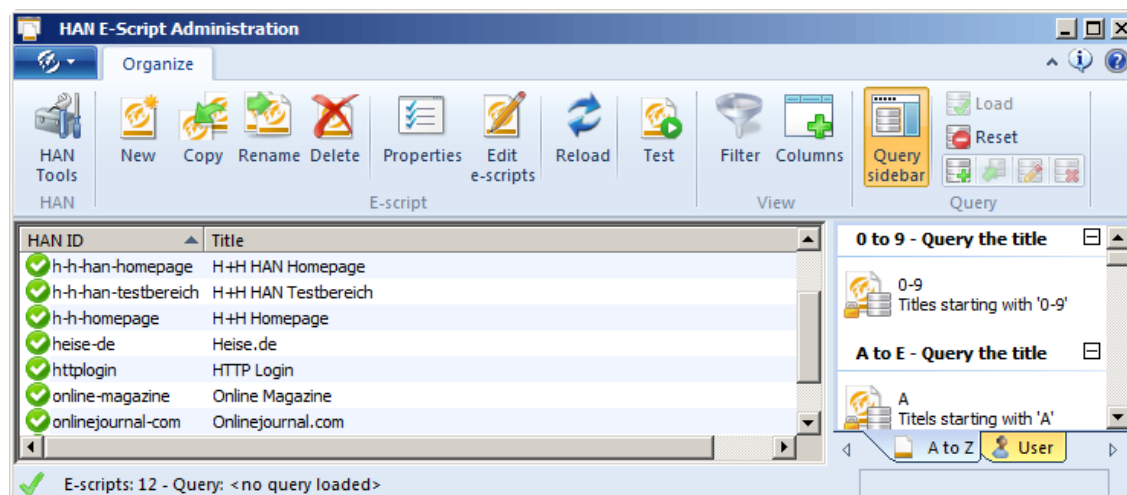 HAN E-Script Administration
Organize
HAN Tools
New
Copy
Rename
Delete
Properties
Edit e-scripts
Reload
Test
Filter
Columns
Query sidebar
Load
Reset
HAN
E-script
View
Query
HAN ID Title
h-h-han-homepage H+H HAN Homepage
h-h-han-testbereich H+H HAN Testbereich
h-h-homepage H+H Homepage
heise-de Heise.de
httplogin HTTP Login
online-magazine Online Magazine
onlinejournal-com Onlinejournal.com
0 to 9 - Query the title
0-9
Titles starting with '0-9'
A to E - Query the title
A
Titels starting with 'A'
A to Z User
E-scripts: 12 - Query: <no query loaded>